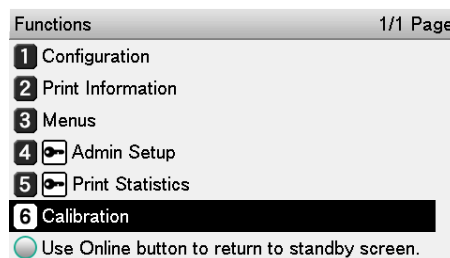 Functions 1/1 Page
1 Configuration
2 Print Information
3 Menus
4 Admin Setup
5 Print Statistics
6 Calibration
Use Online button to return to standby screen.